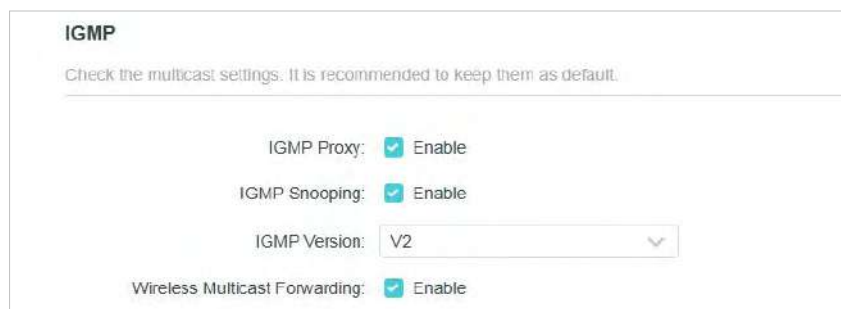 IGMP
Check the multicast settings. It is recommended to keep them as default.
IGMP Proxy: Enable
IGMP Snooping: Enable
IGMP Version: V2
Wireless Multicast Forwarding: Enable